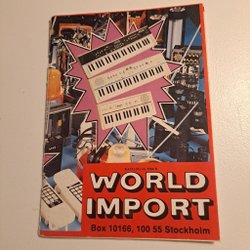 WORLD
IMPORT
Box 10166, 100 55 Stockholm